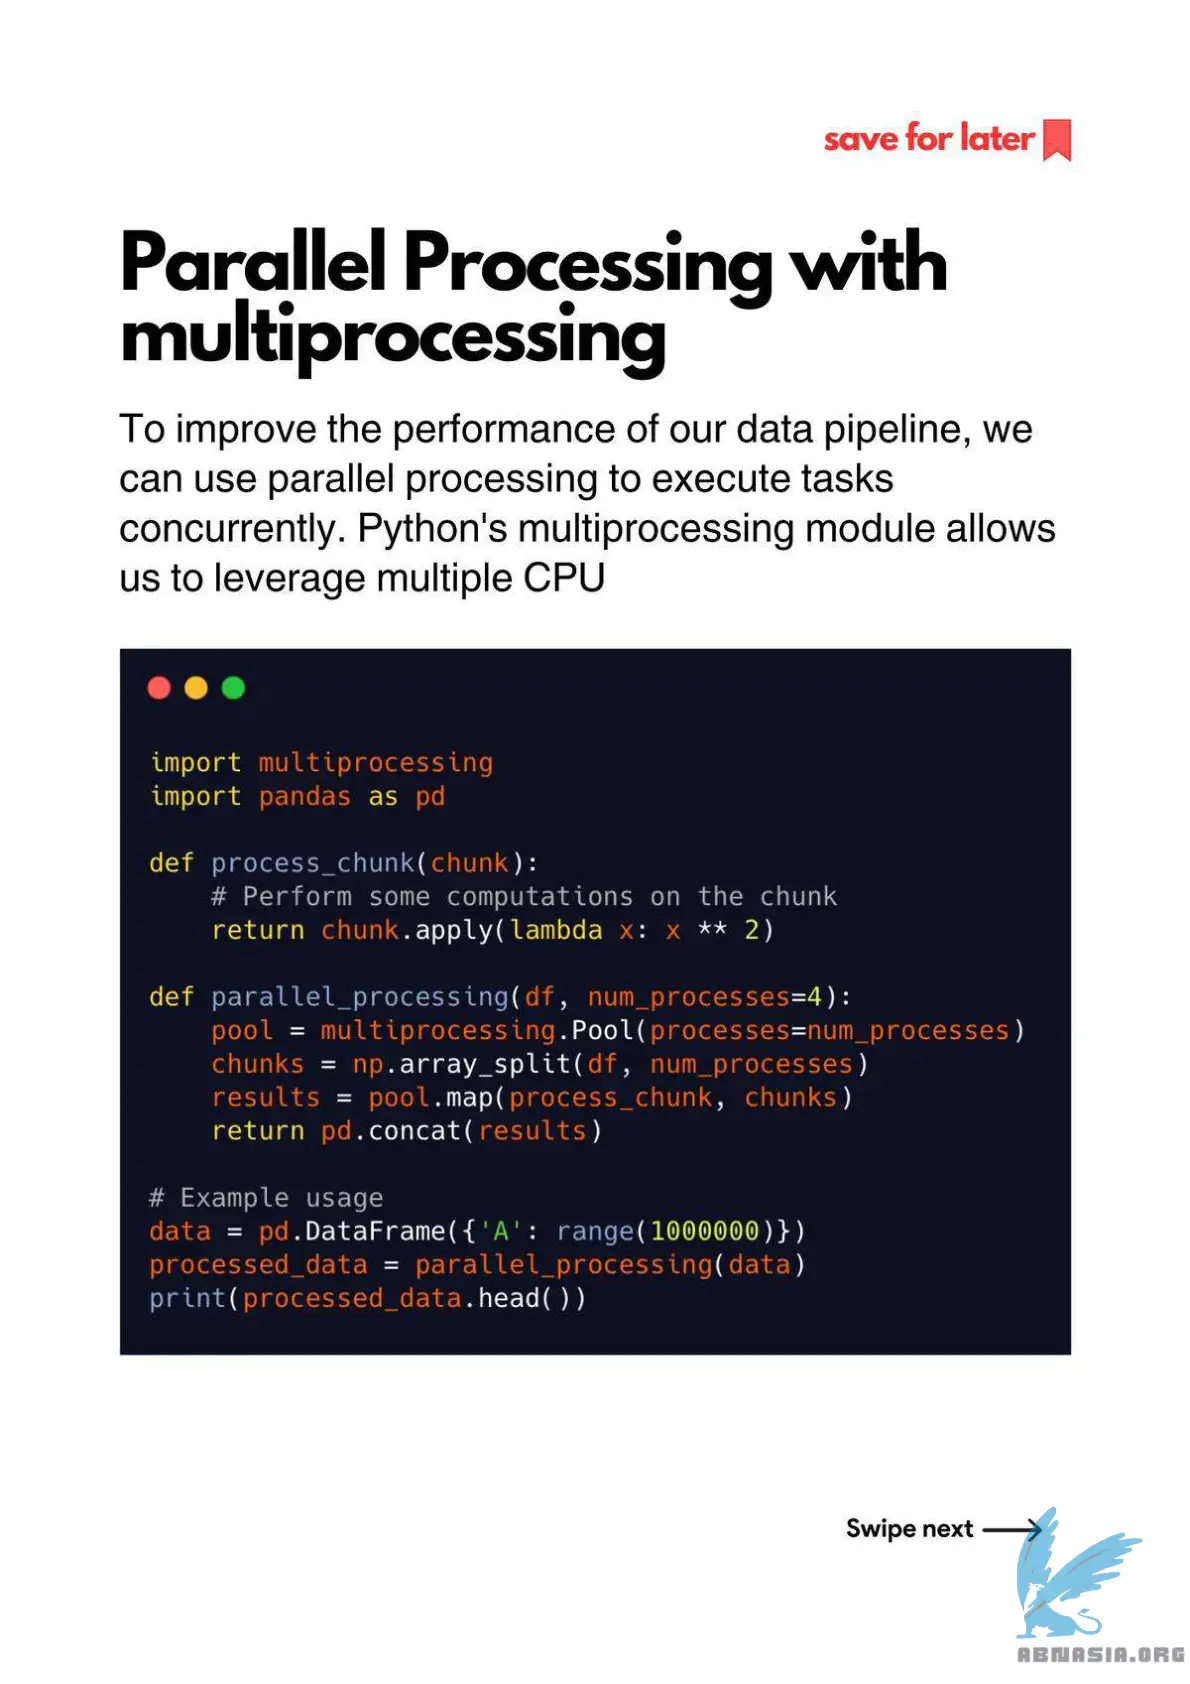 save for later
Parallel Processing with
multiprocessing
To improve the performance of our data pipeline, we
can use parallel processing to execute tasks
concurrently. Python's multiprocessing module allows
us to leverage multiple CPU
import multiprocessing
import pandas as pd
def process_chunk(chunk):
    # Perform some computations on the chunk
    return chunk.apply(lambda x: x ** 2)
def parallel_processing(df, num_processes=4):
    pool = multiprocessing.Pool(processes=num_processes)
    chunks = np.array_split(df, num_processes)
    results = pool.map(process_chunk, chunks)
    return pd.concat(results)
# Example usage
data = pd.DataFrame({'A': range(1000000)})
processed_data = parallel_processing(data)
print(processed_data.head())
Swipe next
ABNASIA.ORG